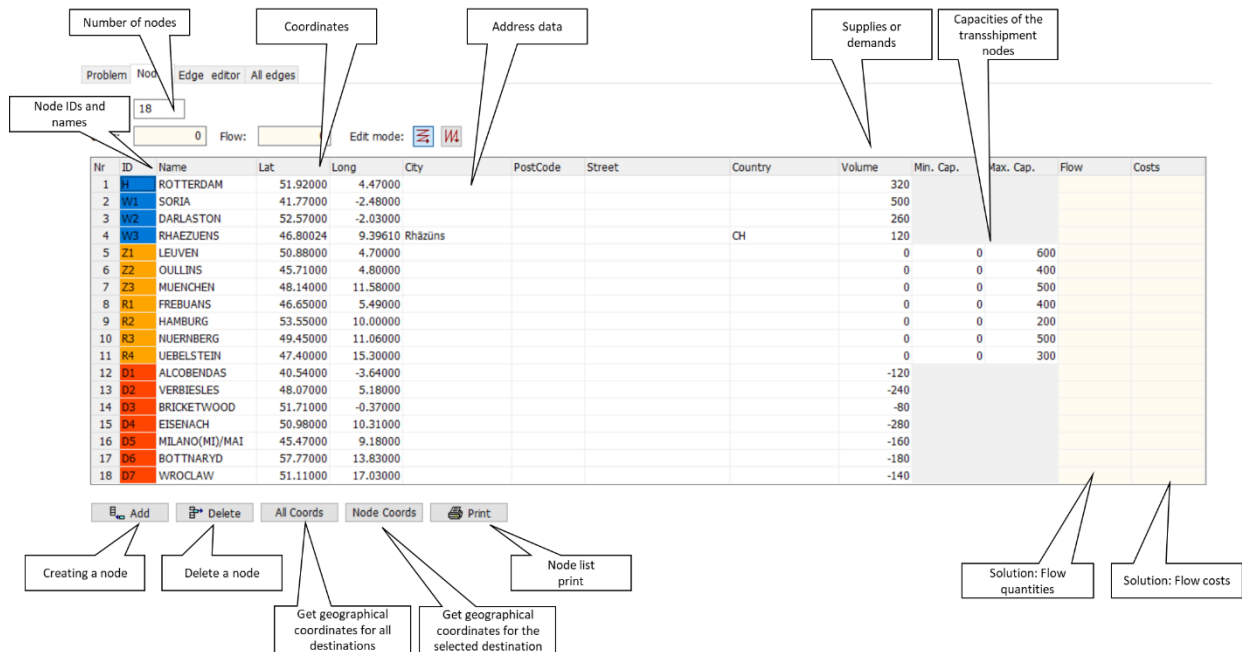 Number of nodes
Coordinates
Address data
Supplies or
demands
Capacities of the
transshipment
nodes
Problem Nod Edge editor All edges
Node IDs and
names
18
0 Flow: Edit mode:
Nr ID Name Lat Long City PostCode Street Country Volume Min. Cap. Max. Cap. Flow Costs
1 H ROTTERDAM 51.92000 4.47000 320
2 W1 SORIA 41.77000 -2.48000 500
3 W2 DARLASTON 52.57000 -2.03000 260
4 W3 RHAEZUENS 46.80024 9.39610 Rhäzüns CH 120
5 Z1 LEUVEN 50.88000 4.70000 0 0 600
6 Z2 OULLINS 45.71000 4.80000 0 0 400
7 Z3 MUENCHEN 48.14000 11.58000 0 0 500
8 R1 FREBUANS 46.65000 5.49000 0 0 400
9 R2 HAMBURG 53.55000 10.00000 0 0 200
10 R3 NUERNBERG 49.45000 11.06000 0 0 500
11 R4 UEBELSTEIN 47.40000 15.30000 0 0 300
12 D1 ALCOBENDAS 40.54000 -3.64000 -120
13 D2 VERBIESLES 48.07000 5.18000 -240
14 D3 BRICKETWOOD 51.71000 -0.37000 -80
15 D4 EISENACH 50.98000 10.31000 -280
16 D5 MILANO(MI)/MAI 45.47000 9.18000 -160
17 D6 BOTTNARYD 57.77000 13.83000 -180
18 D7 WROCLAW 51.11000 17.03000 -140
Add Delete All Coords Node Coords Print
Creating a node
Delete a node
Get geographical
coordinates for all
destinations
Get geographical
coordinates for the
selected destination
Node list
print
Solution: Flow
quantities
Solution: Flow costs